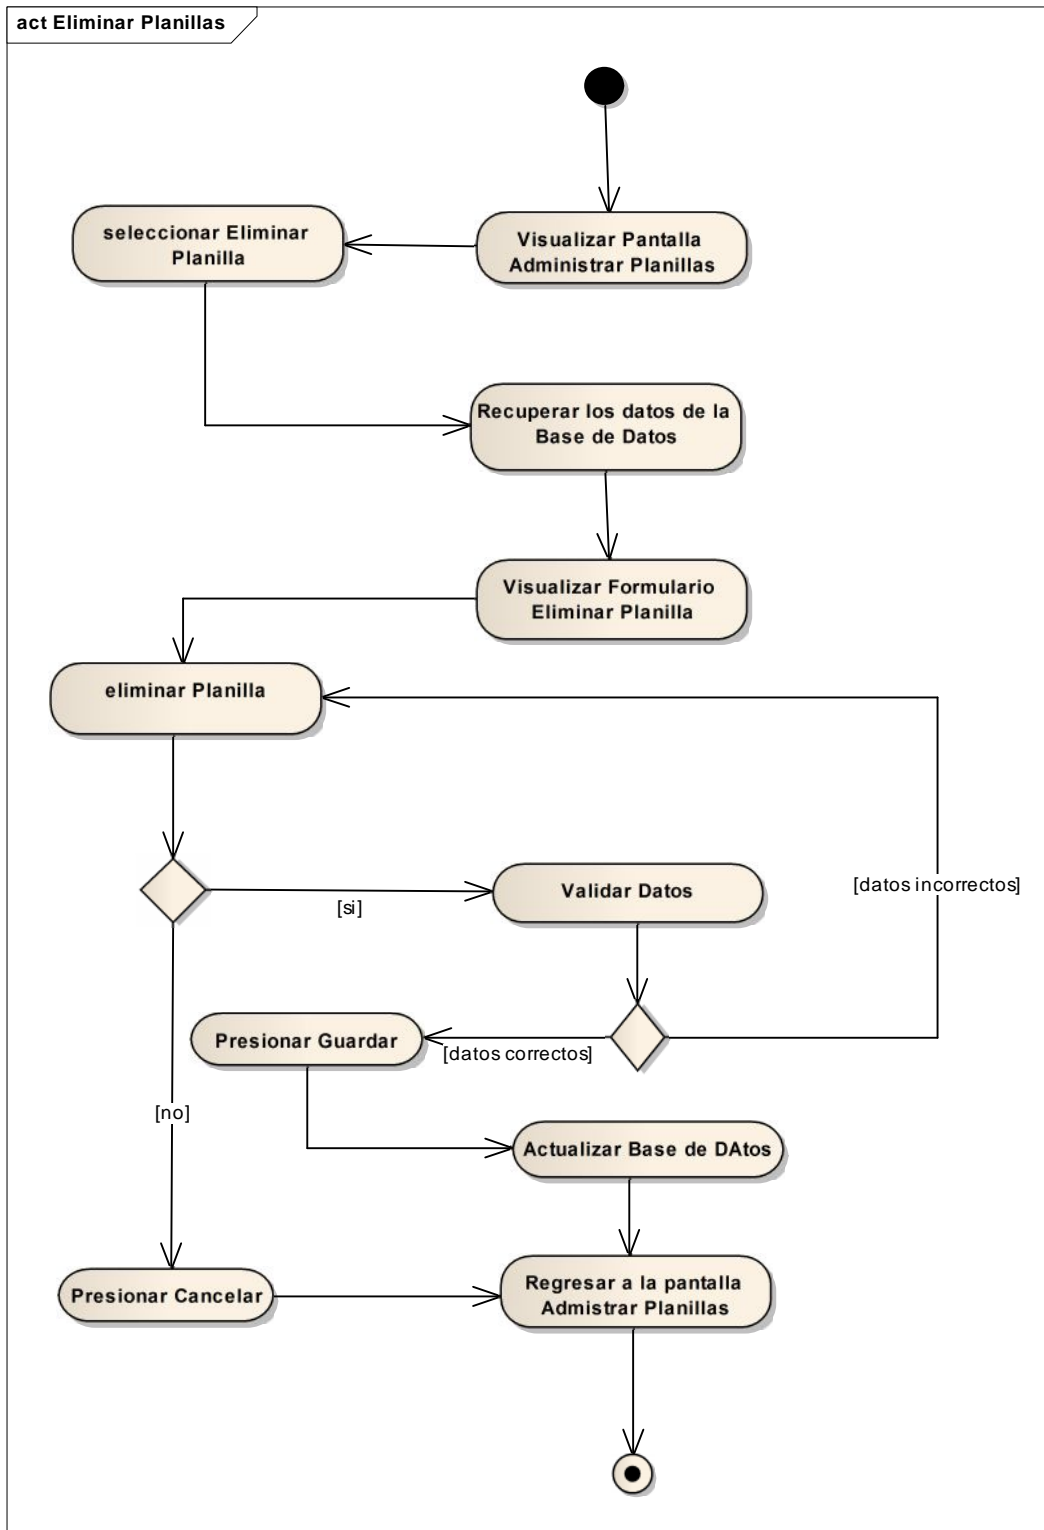 act Eliminar Planillas
seleccionar Eliminar
Planilla
Visualizar Pantalla
Administrar Planillas
Recuperar los datos de la
Base de Datos
Visualizar Formulario
Eliminar Planilla
eliminar Planilla
[si]
Validar Datos
[datos incorrectos]
Presionar Guardar
[datos correctos]
[no]
Actualizar Base de DAtos
Presionar Cancelar
Regresar a la pantalla
Admistrar Planillas